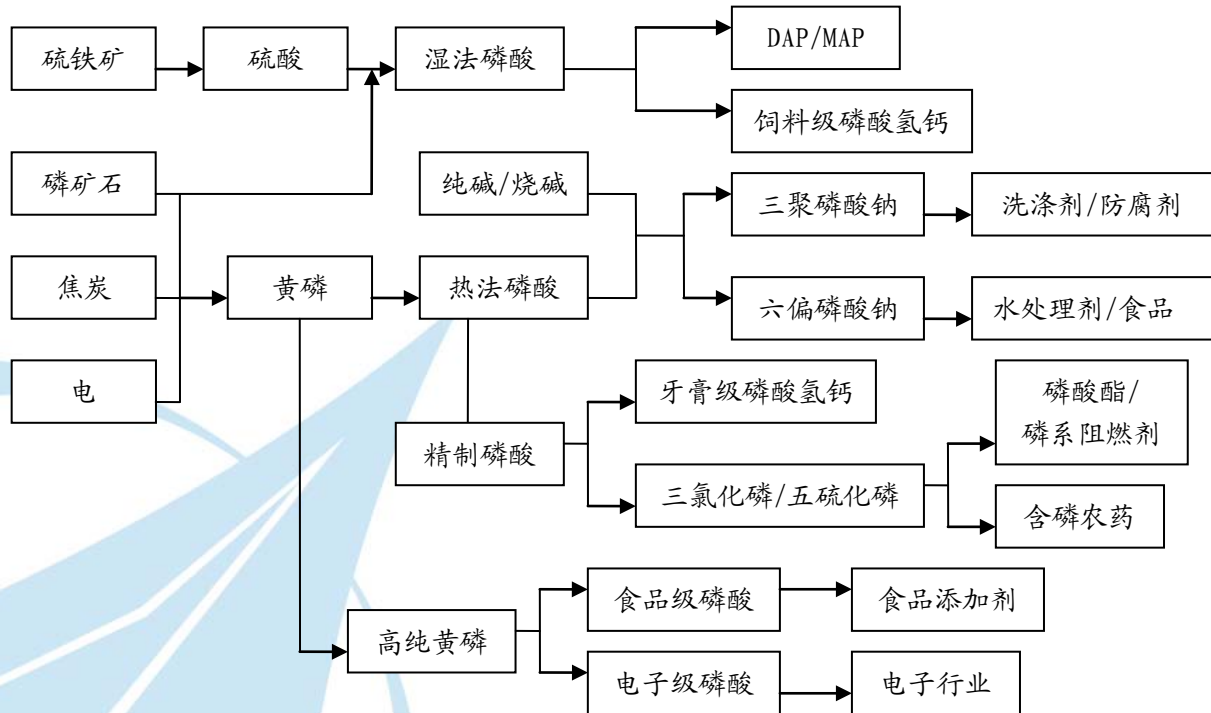 硫铁矿
硫酸
湿法磷酸
DAP/MAP
饲料级磷酸氢钙
磷矿石
纯碱/烧碱
三聚磷酸钠
洗涤剂/防腐剂
焦炭
黄磷
热法磷酸
六偏磷酸钠
水处理剂/食品
电
牙膏级磷酸氢钙
磷酸酯/
磷系阻燃剂
精制磷酸
三氯化磷/五硫化磷
含磷农药
食品级磷酸
食品添加剂
高纯黄磷
电子级磷酸
电子行业